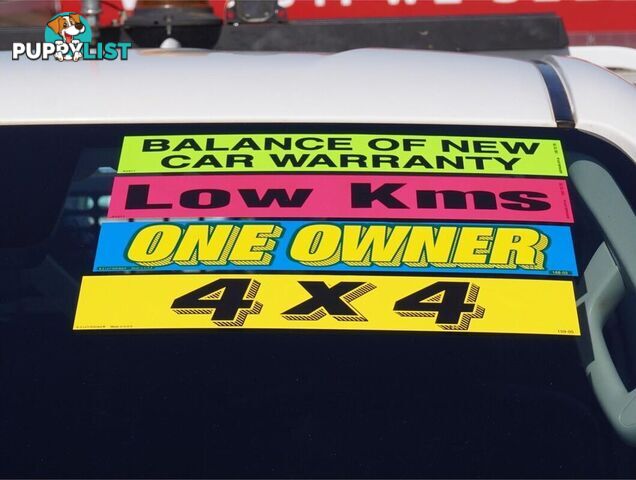 PUPPYLIST
BALANCE OF NEW
CAR WARRANTY
Low Kms
ONE OWNER
4 x 4